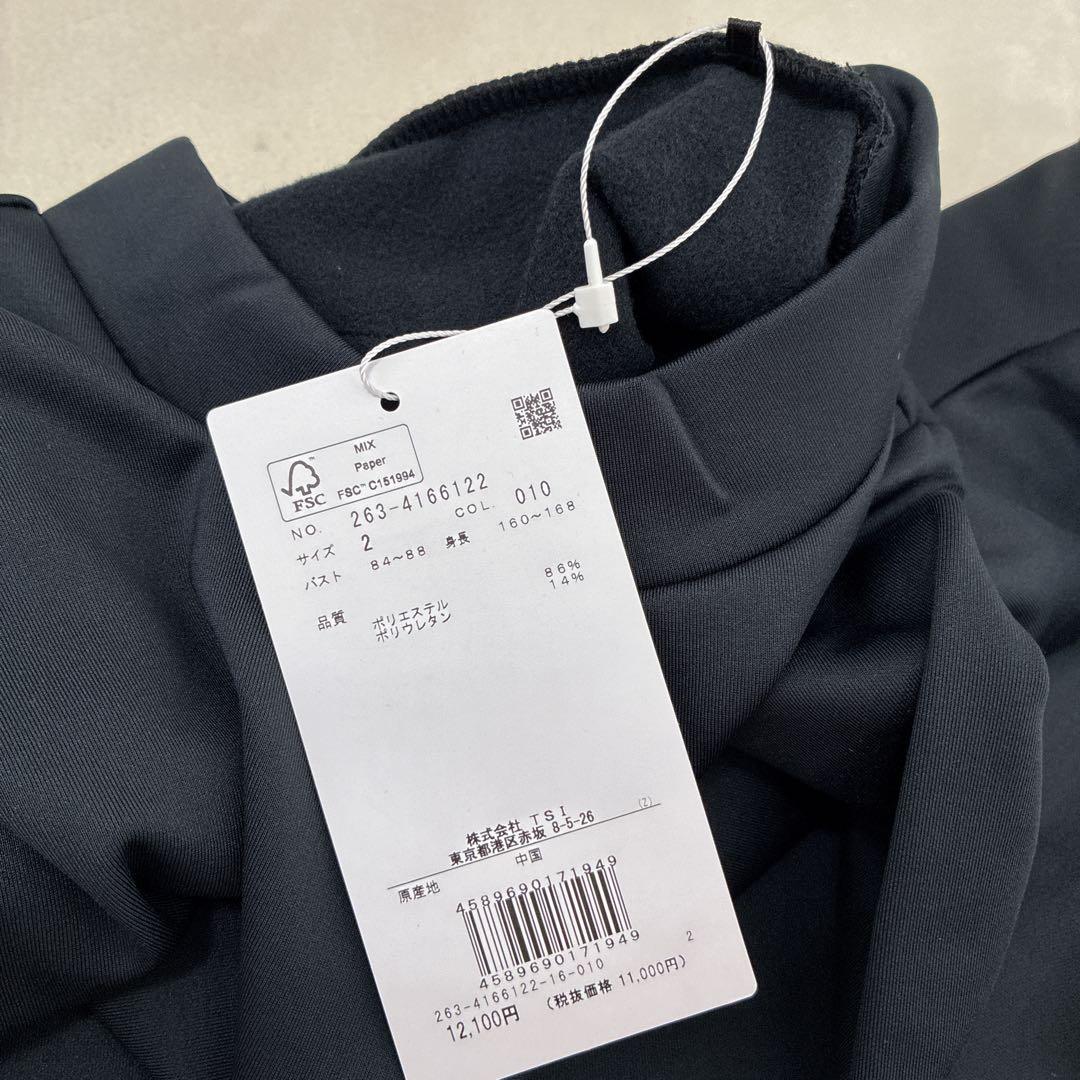 MIX
Paper
FSC™ C151994
FSC
NO. 263-4166122 COL. 010
サイズ 2
バスト 84〜88 身長 160〜168
品質 ポリエステル 86%
ポリウレタン 14%
株式会社 TSI (2)
東京都港区赤坂 8-5-26
原産地 中国
4589690171949
4589690171949
263-4166122-16-010 2
12,100円 (税抜価格 11,000円)